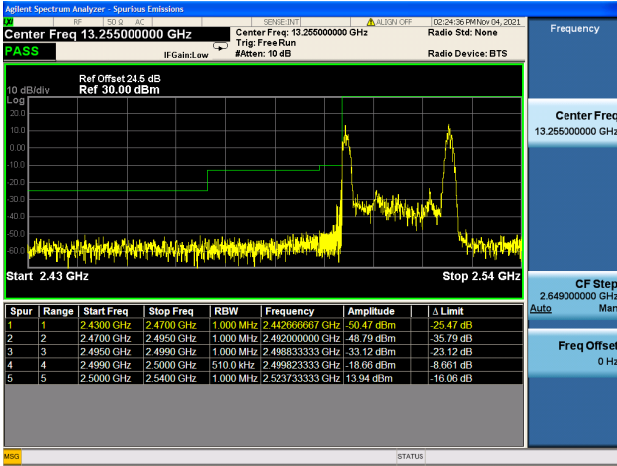 Agilent Spectrum Analyzer - Spurious Emissions
RF 50 Ω AC SENSE:INT ALIGN OFF 02:24:36 PM Nov 04, 2021
Center Freq 13.255000000 GHz Center Freq: 13.255000000 GHz Radio Std: None
PASS Trig: Free Run
IFGain:Low #Atten: 10 dB Radio Device: BTS
Ref Offset 24.5 dB
10 dB/div Ref 30.00 dBm
Log
20.0
10.0
0.00
-10.0
-20.0
-30.0
-40.0
-50.0
-60.0
Start 2.43 GHz Stop 2.54 GHz
Spur Range Start Freq Stop Freq RBW Frequency Amplitude Δ Limit
1 1 2.4300 GHz 2.4700 GHz 1.000 MHz 2.442666667 GHz -50.47 dBm -25.47 dB
2 2 2.4700 GHz 2.4950 GHz 1.000 MHz 2.492000000 GHz -48.79 dBm -35.79 dB
3 3 2.4950 GHz 2.4990 GHz 1.000 MHz 2.498833333 GHz -33.12 dBm -23.12 dB
4 4 2.4990 GHz 2.5000 GHz 510.0 kHz 2.499823333 GHz -18.66 dBm -8.661 dB
5 5 2.5000 GHz 2.5400 GHz 1.000 MHz 2.523733333 GHz 13.94 dBm -16.06 dB
MSG STATUS
Frequency
Center Freq
13.255000000 GHz
CF Step
2.649000000 GHz
Auto Man
Freq Offset
0 Hz